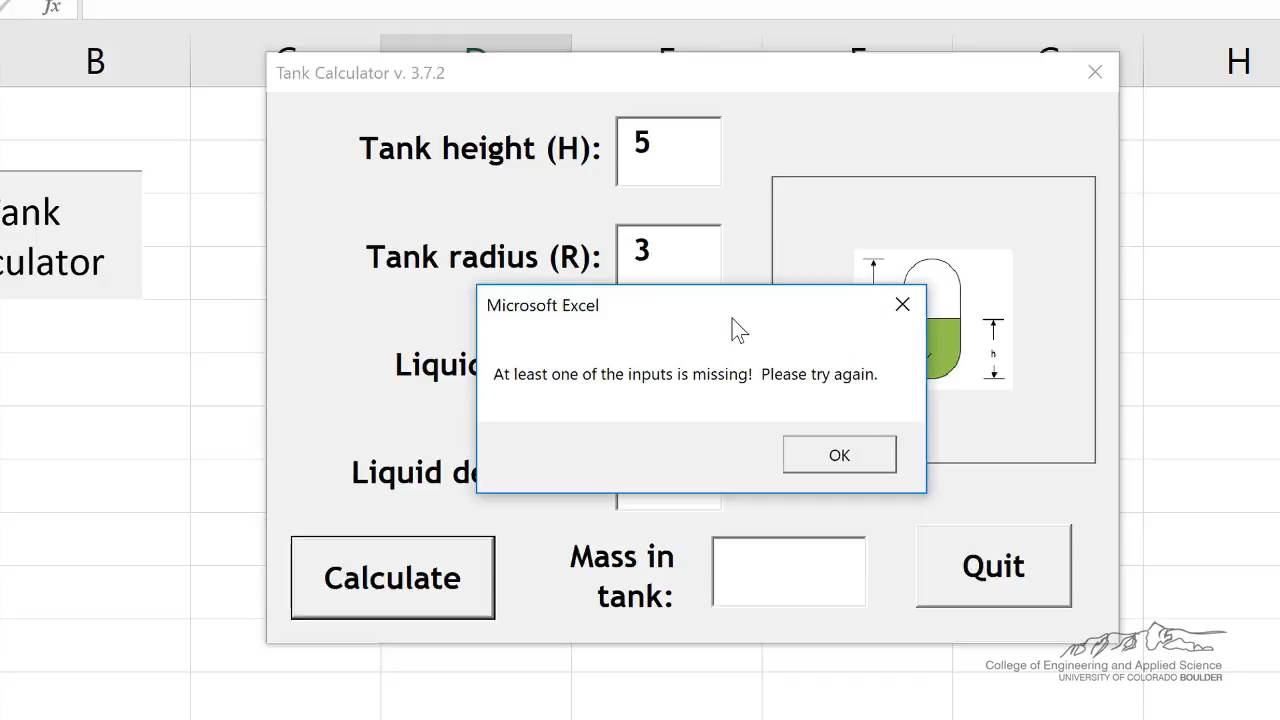 fx
B
H
Tank Calculator v. 3.7.2
Tank height (H):
5
Tank radius (R):
3
Microsoft Excel
At least one of the inputs is missing!  Please try again.
OK
h
Calculate
Mass in
tank:
Quit
College of Engineering and Applied Science
UNIVERSITY OF COLORADO BOULDER